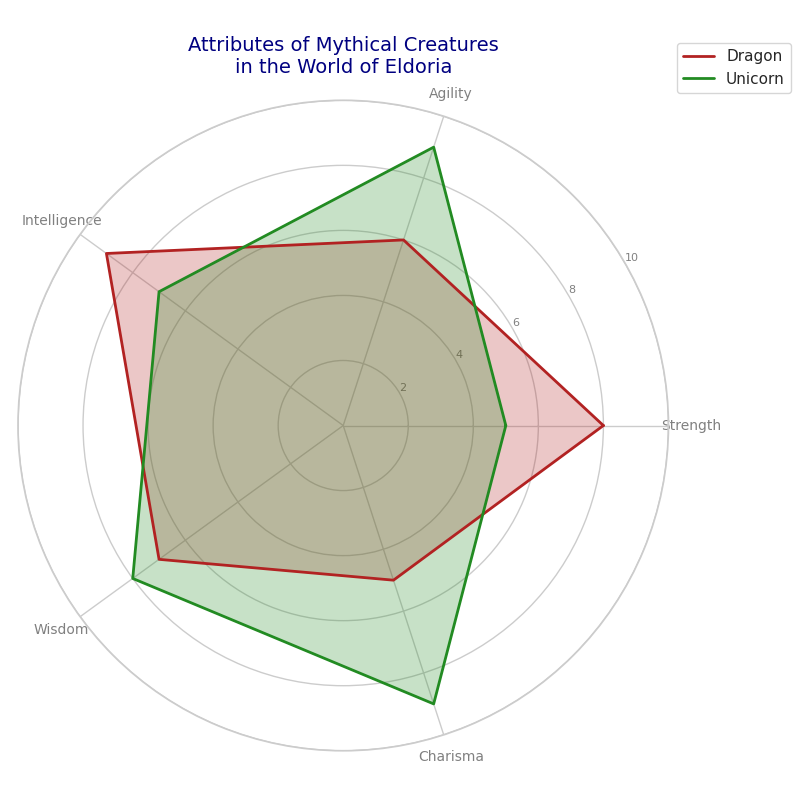 Attributes of Mythical Creatures
in the World of Eldoria
Dragon
Unicorn
Agility
Intelligence
10
8
6
4
2
Strength
Wisdom
Charisma